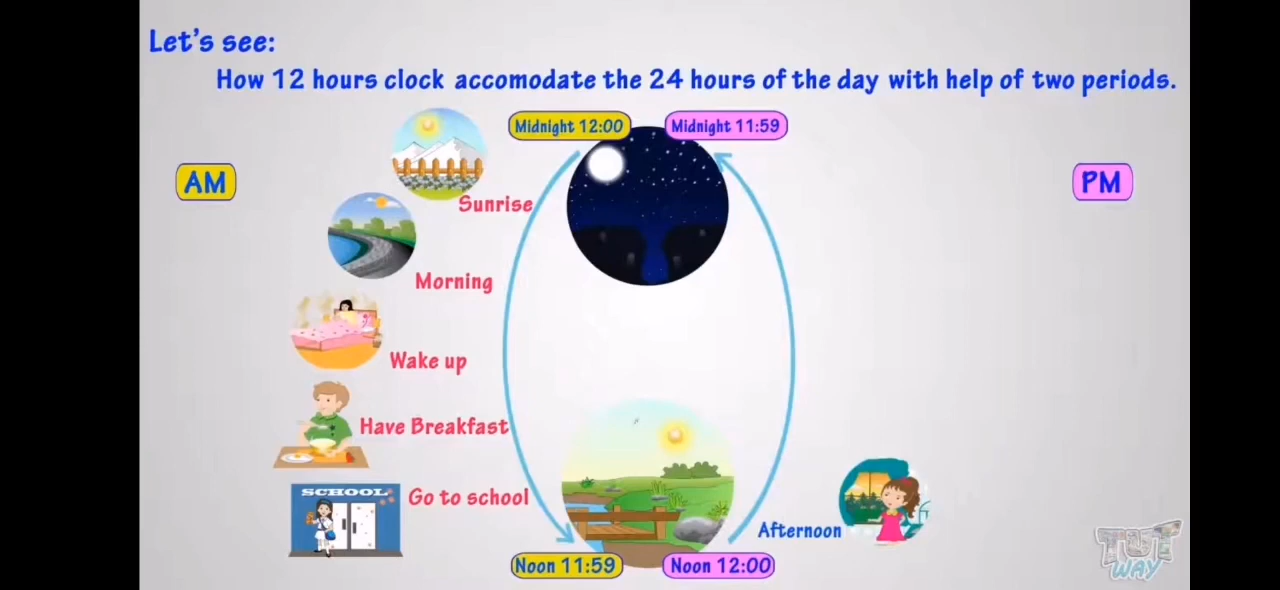 Let's see:
How 12 hours clock accomodate the 24 hours of the day with help of two periods.
Midnight 12:00
Midnight 11:59
AM
PM
Sunrise
Morning
Wake up
Have Breakfast
SCHOOL
Go to school
Afternoon
Noon 11:59
Noon 12:00
TUT
WAY